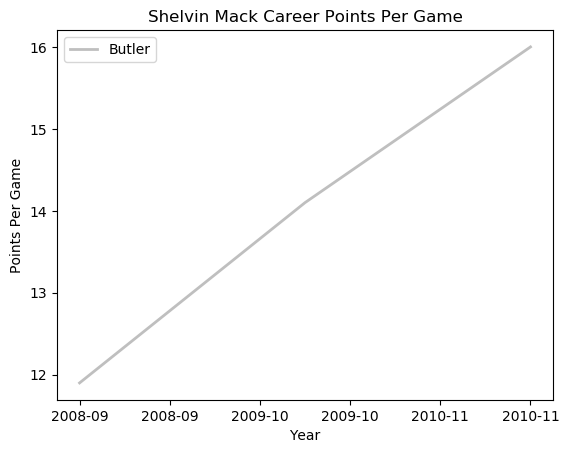 Shelvin Mack Career Points Per Game
Butler
16
15
14
13
12
Points Per Game
2008-09 2008-09 2009-10 2009-10 2010-11 2010-11
Year